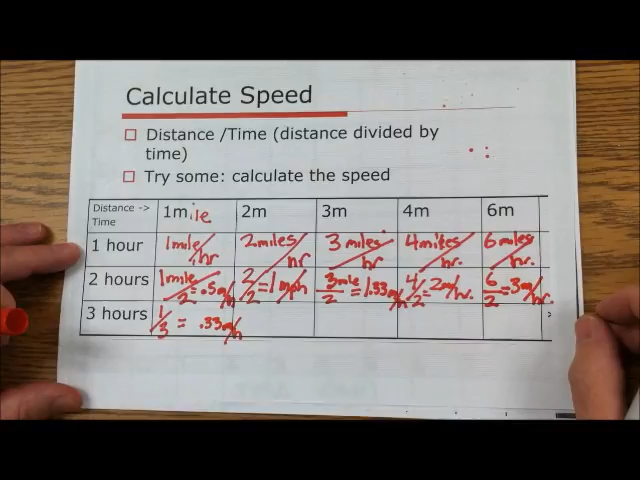 Calculate Speed
Distance /Time (distance divided by
time)
Try some: calculate the speed
Distance -> 1mile 2m 3m 4m 6m
Time
1 hour 1mile/hr 2miles/hr 3 miles/hr 4miles/hr. 6miles/hr.
2 hours 1mile/2=.5m/h 2/2=1mph 3mile/2=1.33m/h 4/2=2m/hr. 6/2=3m/hr.
3 hours 1/3 = .33m/h